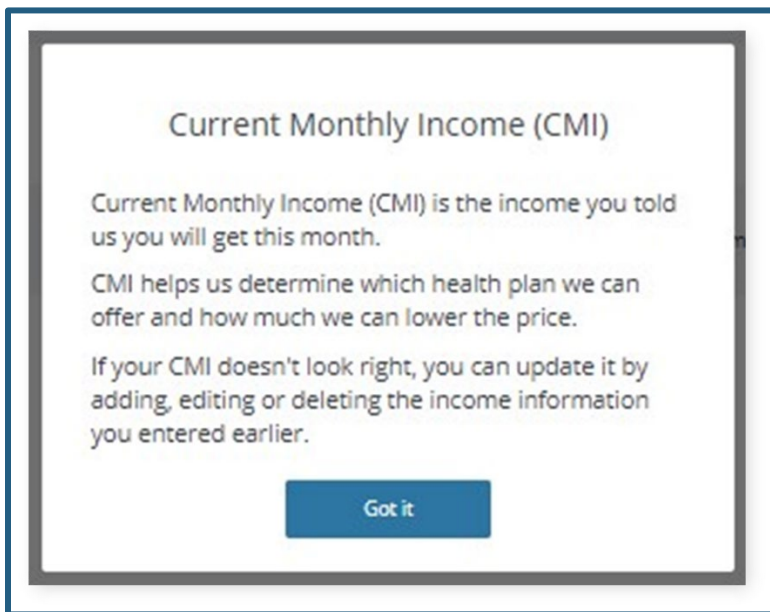 Current Monthly Income (CMI)
Current Monthly Income (CMI) is the income you told
us you will get this month.
CMI helps us determine which health plan we can
offer and how much we can lower the price.
If your CMI doesn't look right, you can update it by
adding, editing or deleting the income information
you entered earlier.
Got it